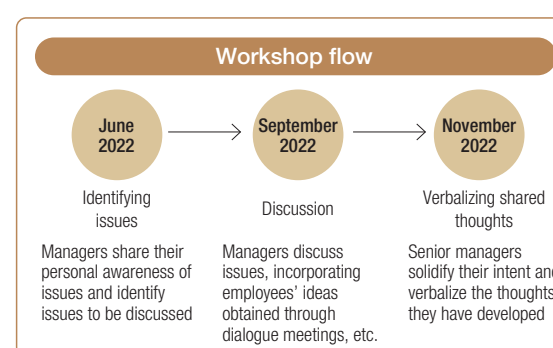 Workshop flow
June
2022
September
2022
November
2022
Identifying
issues
Discussion
Verbalizing shared
thoughts
Managers share their
personal awareness of
issues and identify
issues to be discussed
Managers discuss
issues, incorporating
employees’ ideas
obtained through
dialogue meetings, etc.
Senior managers
solidify their intent and
verbalize the thoughts
they have developed